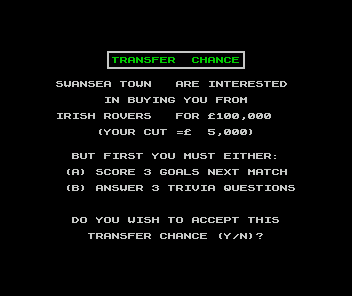 TRANSFER CHANCE
SWANSEA TOWN ARE INTERESTED
IN BUYING YOU FROM
IRISH ROVERS FOR £100,000
(YOUR CUT =£ 5,000)
BUT FIRST YOU MUST EITHER:
(A) SCORE 3 GOALS NEXT MATCH
(B) ANSWER 3 TRIVIA QUESTIONS
DO YOU WISH TO ACCEPT THIS
TRANSFER CHANCE (Y/N)?